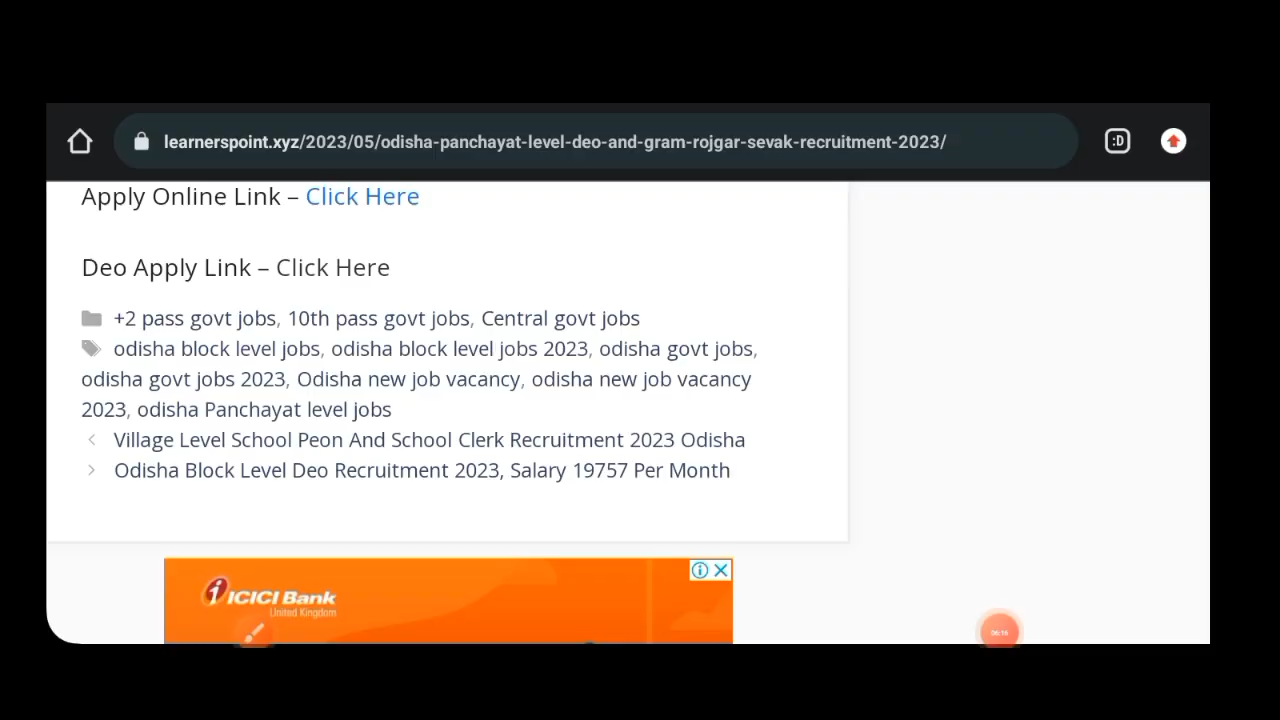 :D
learnerspoint.xyz/2023/05/odisha-panchayat-level-deo-and-gram-rojgar-sevak-recruitment-2023/
Apply Online Link – Click Here
Deo Apply Link – Click Here
+2 pass govt jobs, 10th pass govt jobs, Central govt jobs
odisha block level jobs, odisha block level jobs 2023, odisha govt jobs,
odisha govt jobs 2023, Odisha new job vacancy, odisha new job vacancy
2023, odisha Panchayat level jobs
Village Level School Peon And School Clerk Recruitment 2023 Odisha
Odisha Block Level Deo Recruitment 2023, Salary 19757 Per Month
ICICI Bank
United Kingdom
06:16